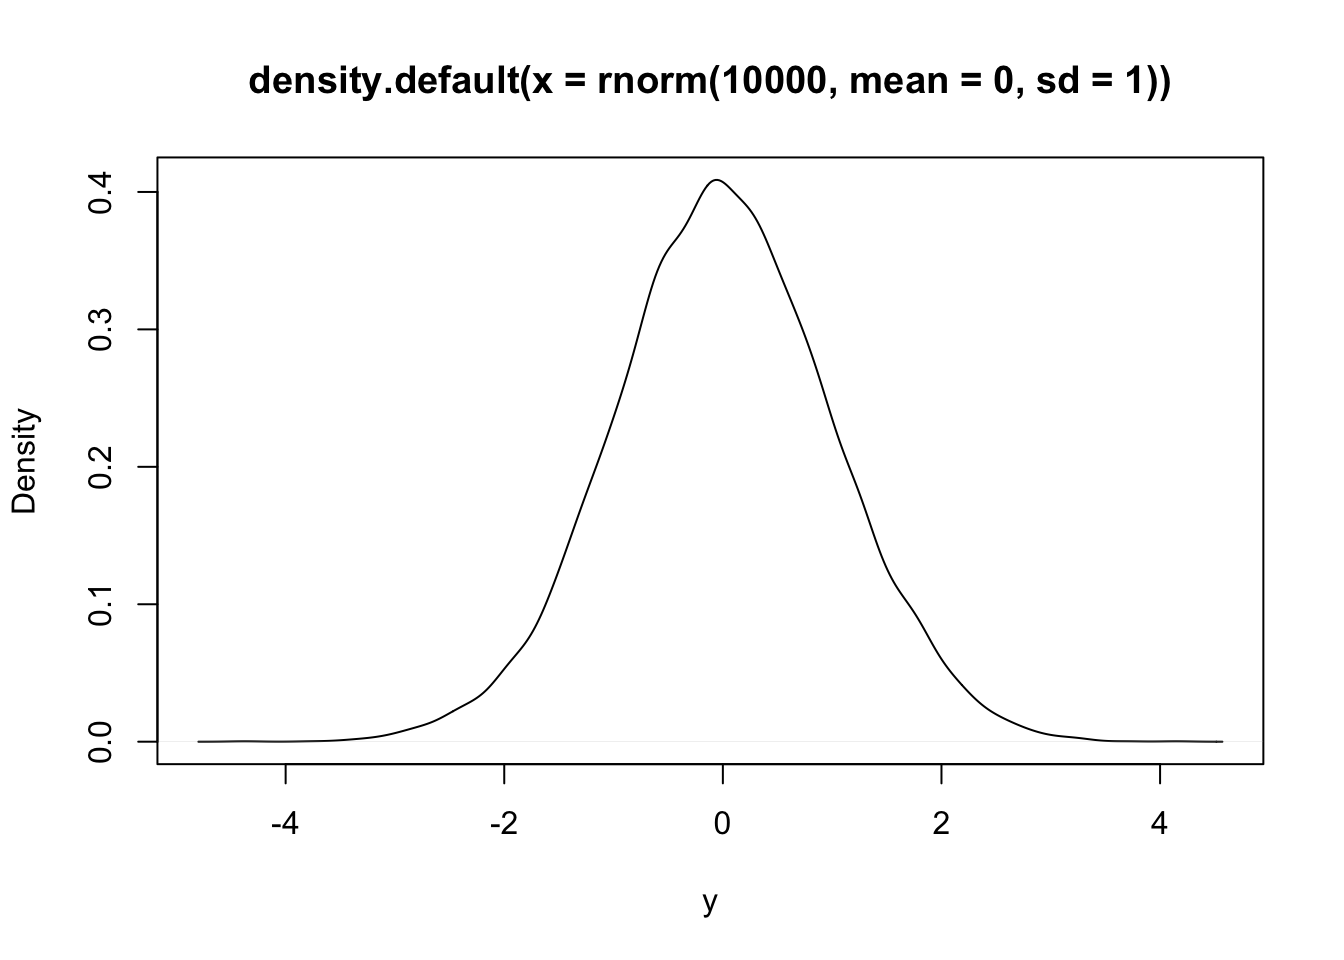 density.default(x = rnorm(10000, mean = 0, sd = 1))
Density
0.4
0.3
0.2
0.1
0.0
-4 -2 0 2 4
y